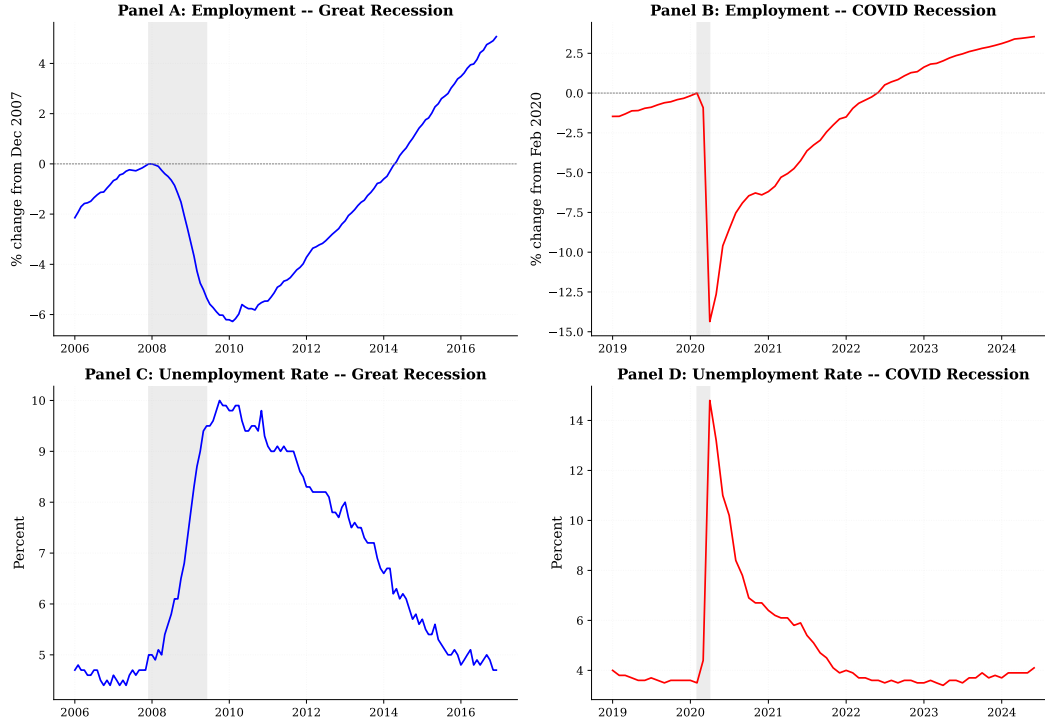 Panel A: Employment -- Great Recession
% change from Dec 2007
4
2
0
−2
−4
−6
2006 2008 2010 2012 2014 2016
Panel B: Employment -- COVID Recession
% change from Feb 2020
2.5
0.0
−2.5
−5.0
−7.5
−10.0
−12.5
−15.0
2019 2020 2021 2022 2023 2024
Panel C: Unemployment Rate -- Great Recession
Percent
10
9
8
7
6
5
2006 2008 2010 2012 2014 2016
Panel D: Unemployment Rate -- COVID Recession
Percent
14
12
10
8
6
4
2019 2020 2021 2022 2023 2024